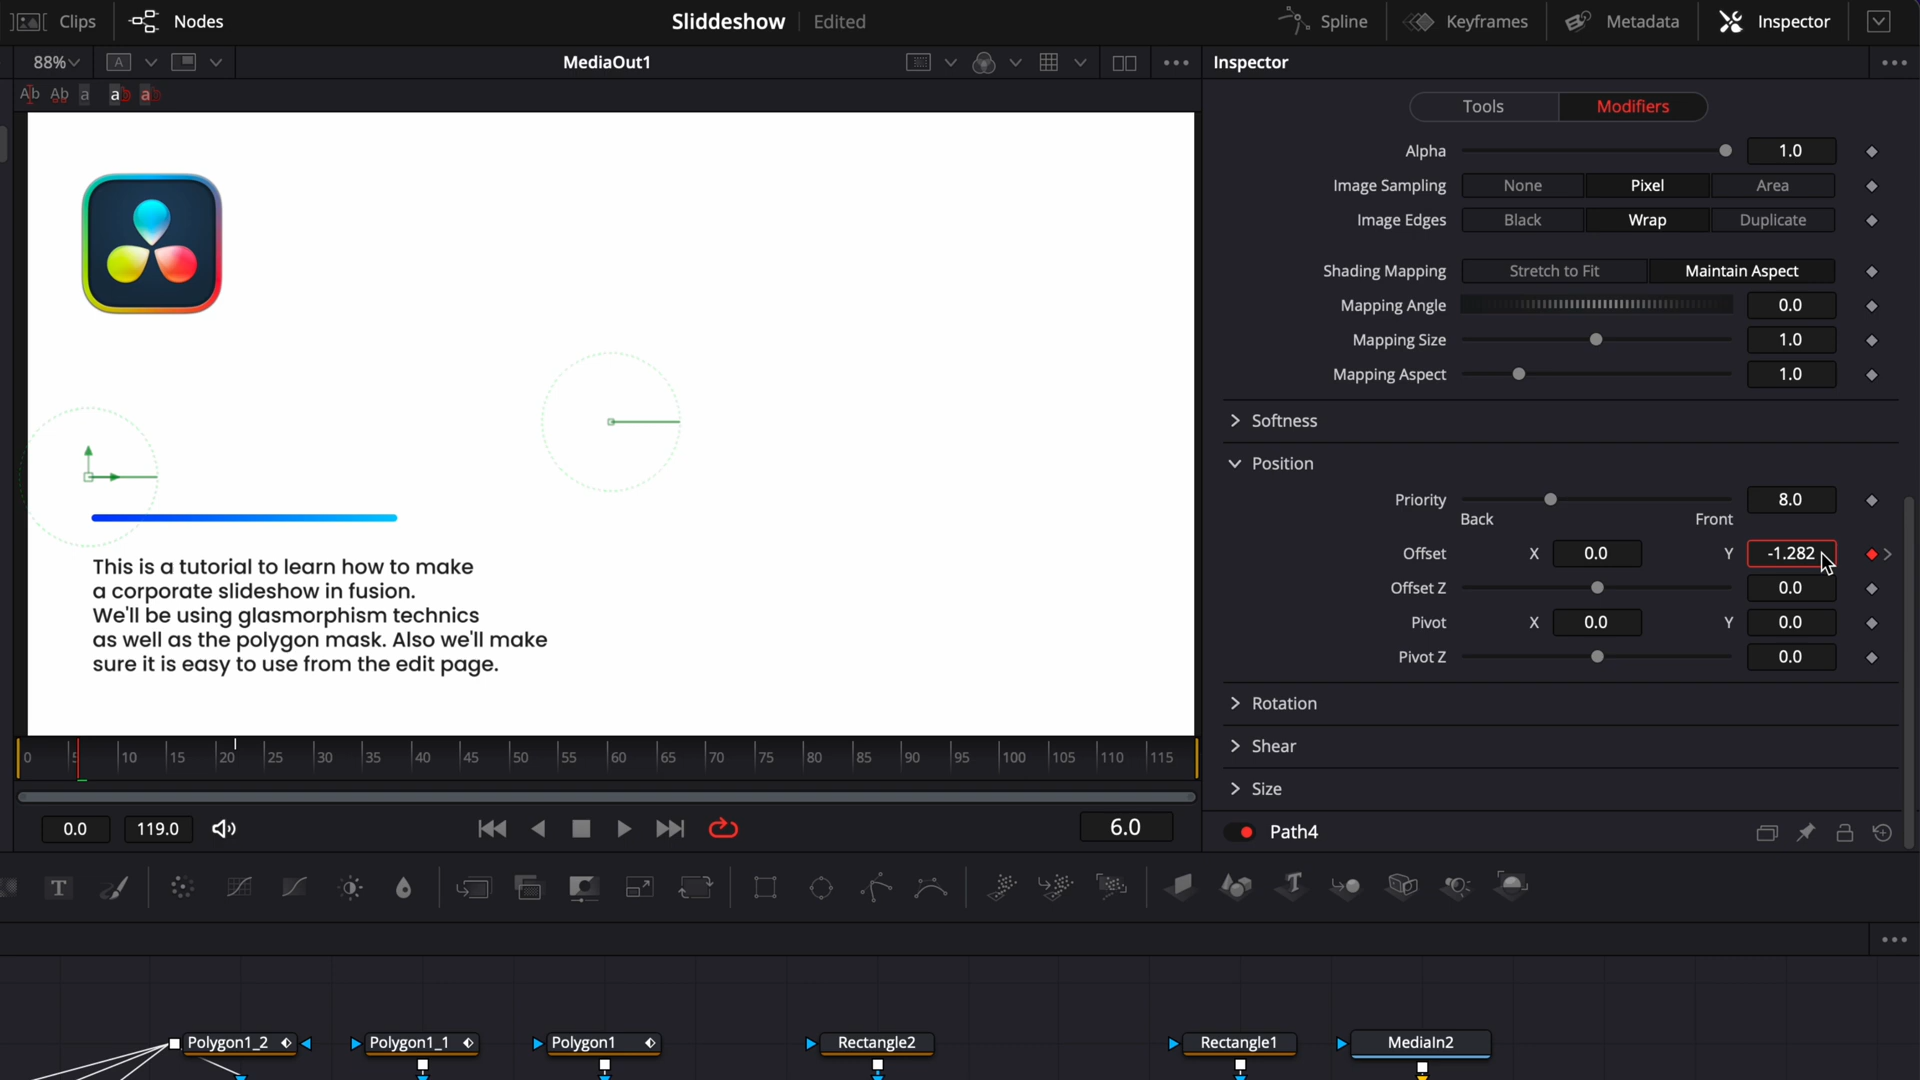 Clips
Nodes
Sliddeshow
Edited
Spline
Keyframes
Metadata
Inspector
88%
A
MediaOut1
Inspector
Ab Ab a ab ab
Tools
Modifiers
Alpha
1.0
Image Sampling
None
Pixel
Area
Image Edges
Black
Wrap
Duplicate
Shading Mapping
Stretch to Fit
Maintain Aspect
Mapping Angle
0.0
Mapping Size
1.0
Mapping Aspect
1.0
Softness
Position
Priority
8.0
Back
Front
Offset
X
0.0
Y
-1.282
Offset Z
0.0
Pivot
X
0.0
Y
0.0
Pivot Z
0.0
Rotation
Shear
Size
Path4
This is a tutorial to learn how to make
a corporate slideshow in fusion.
We'll be using glasmorphism technics
as well as the polygon mask. Also we'll make
sure it is easy to use from the edit page.
0 5 10 15 20 25 30 35 40 45 50 55 60 65 70 75 80 85 90 95 100 105 110 115
0.0
119.0
6.0
T
T
Polygon1_2
Polygon1_1
Polygon1
Rectangle2
Rectangle1
MediaIn2